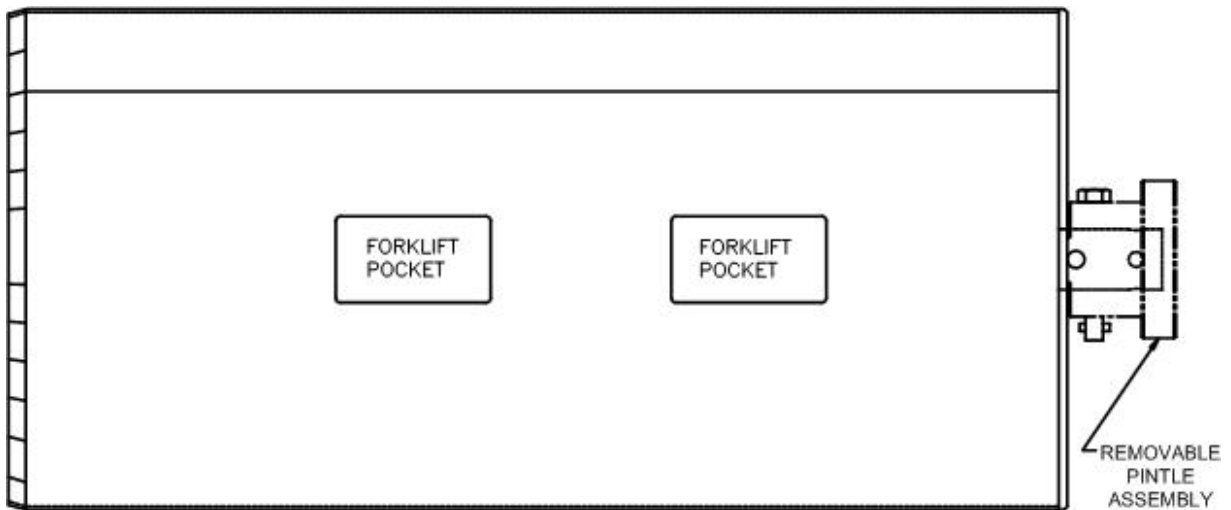 FORKLIFT
POCKET
FORKLIFT
POCKET
REMOVABLE
PINTLE
ASSEMBLY